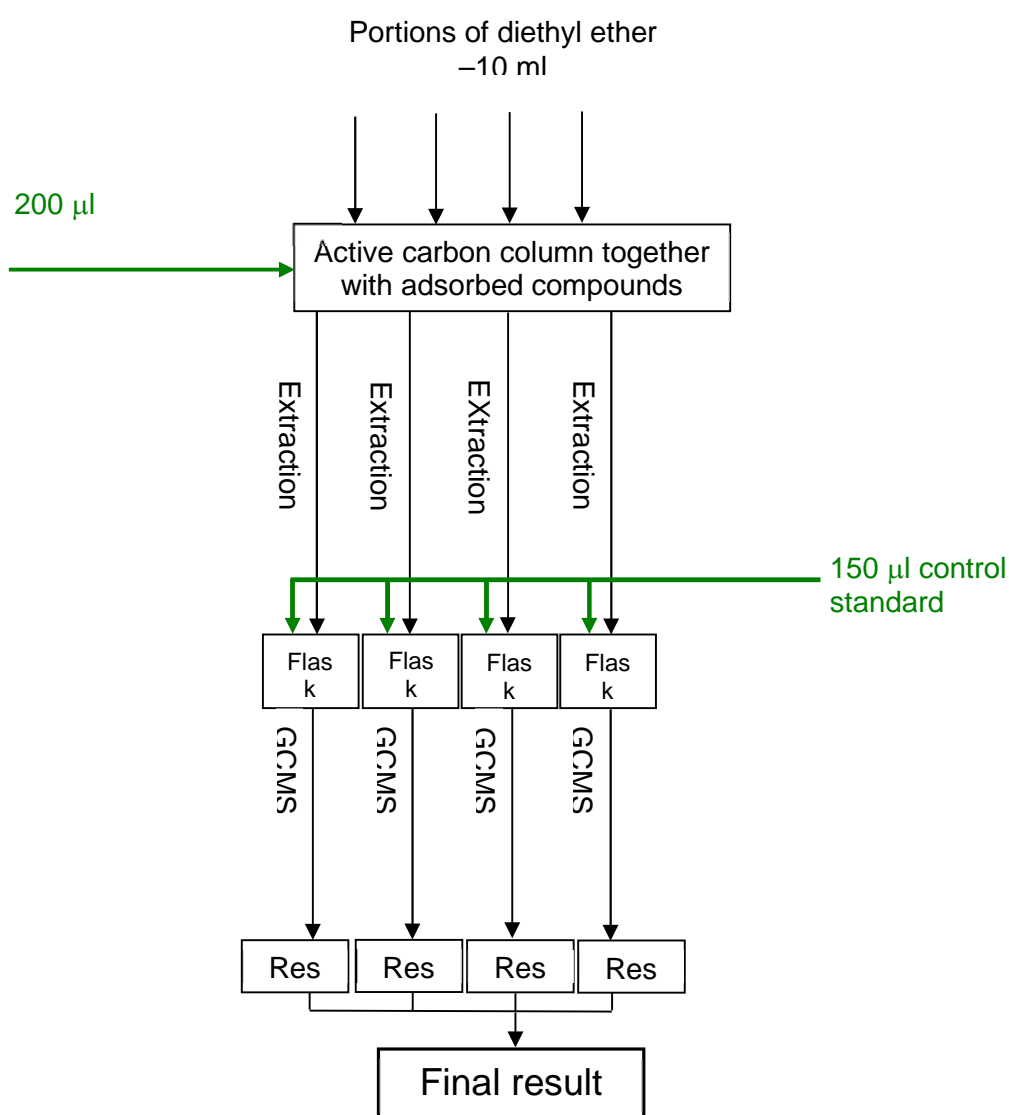 Portions of diethyl ether
–10 ml
200 μl
Active carbon column together
with adsorbed compounds
Extraction
Extraction
EXtraction
Extraction
150 μl control
standard
Flas
k
Flas
k
Flas
k
Flas
k
GCMS
GCMS
GCMS
GCMS
Res
Res
Res
Res
Final result